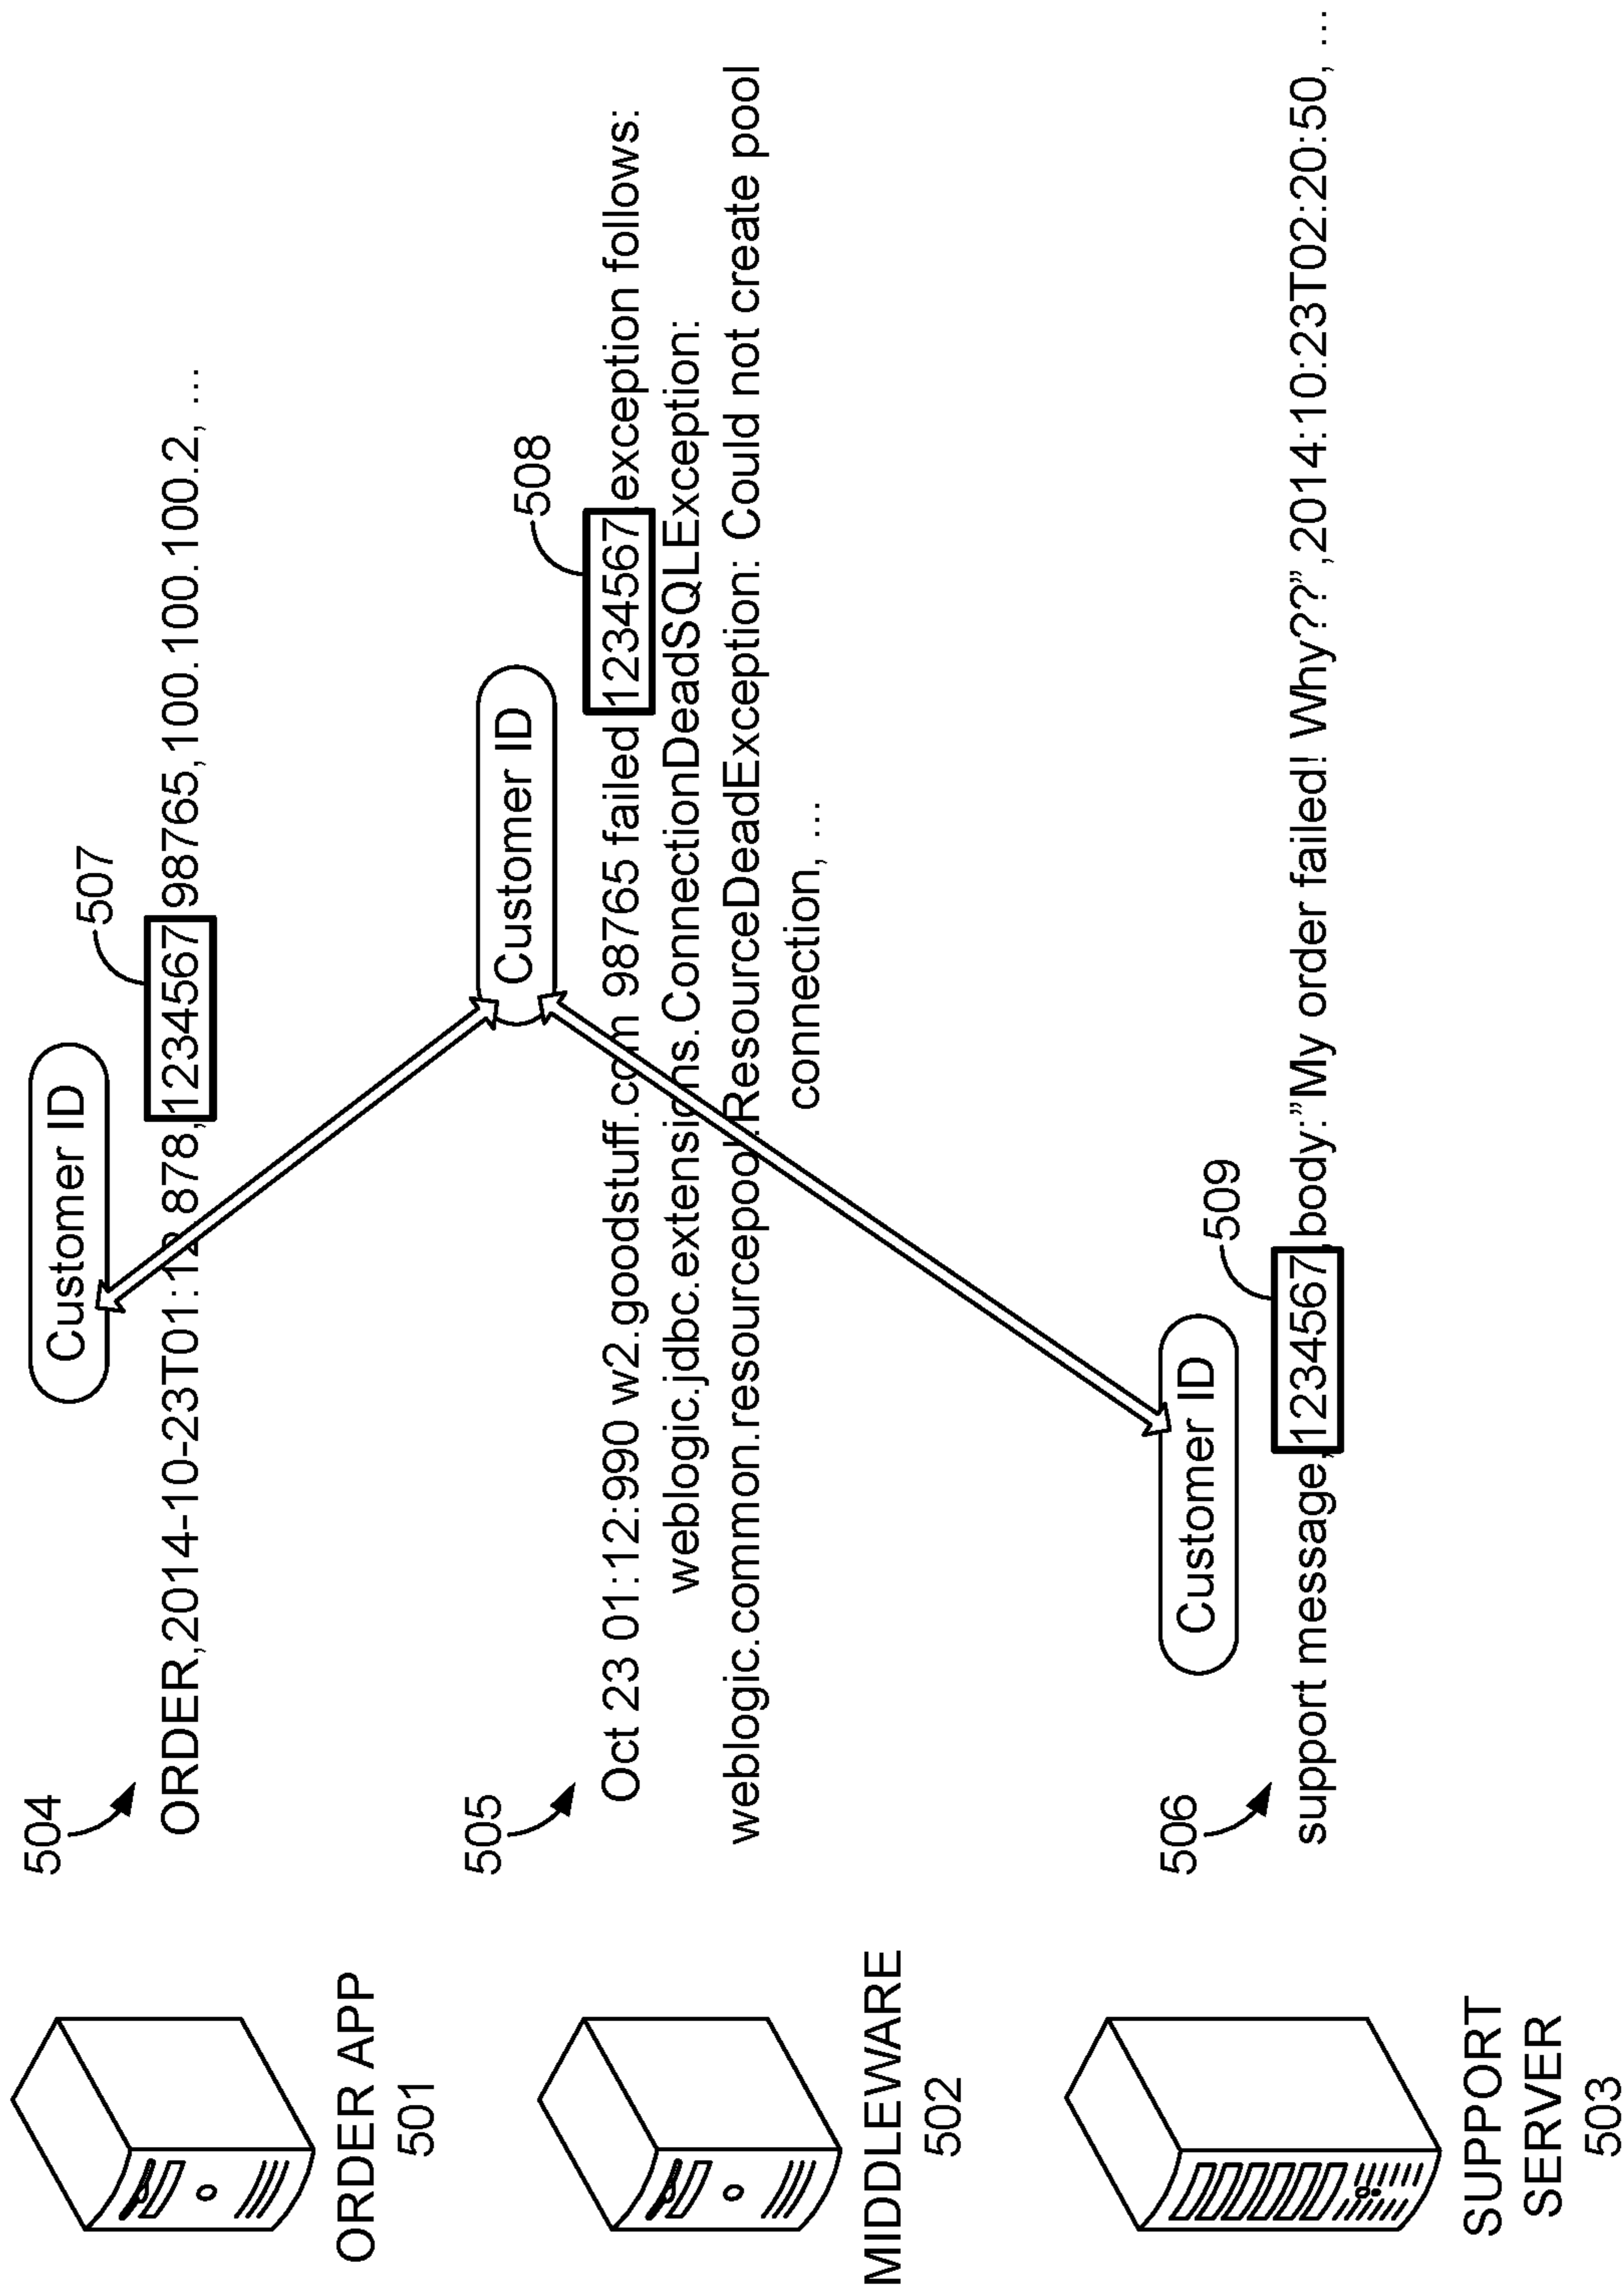 504
Customer ID
507
ORDER,2014-10-23T01:12 878,1234567 98765,100.100.100.2, …
ORDER APP
501
505
Customer ID
508
Oct 23 01:12:990 w2.goodstuff.com 98765 failed 1234567 exception follows:
weblogic.jdbc.extensions.ConnectionDeadSQLException:
weblogic.common.resourcepool.ResourceDeadException: Could not create pool
connection, …
MIDDLEWARE
502
506
Customer ID
509
support message,1234567 body:”My order failed! Why???”,2014:10:23T02:20:50, …
SUPPORT
SERVER
503